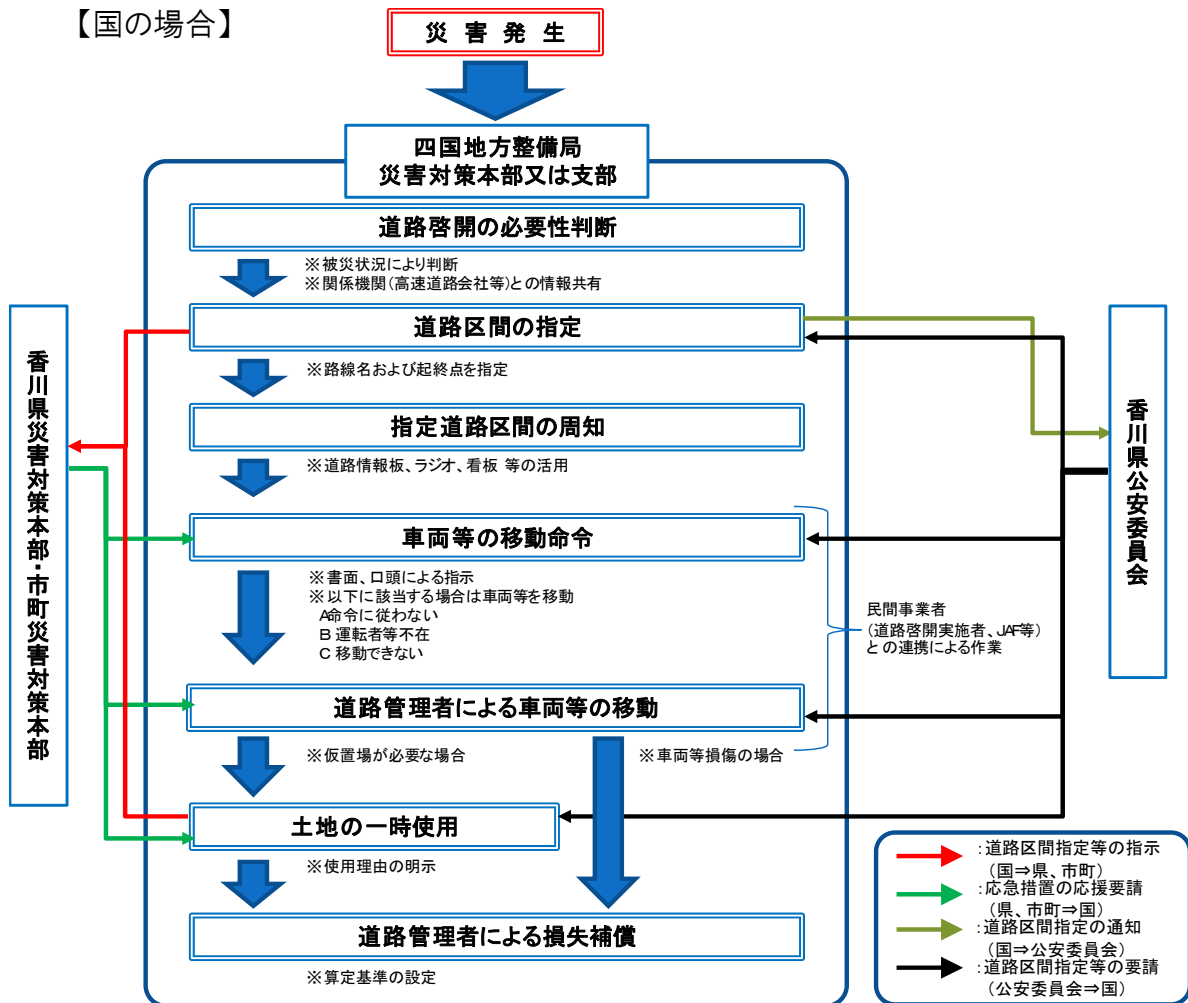 【国の場合】
災 害 発 生
四国地方整備局
災害対策本部又は支部
道路啓開の必要性判断
※被災状況により判断
※関係機関(高速道路会社等)との情報共有
道路区間の指定
※路線名および起終点を指定
指定道路区間の周知
※道路情報板、ラジオ、看板 等の活用
車両等の移動命令
※書面、口頭による指示
※以下に該当する場合は車両等を移動
A命令に従わない
B 運転者等不在
C 移動できない
民間事業者
(道路啓開実施者、JAF等)
との連携による作業
道路管理者による車両等の移動
※仮置場が必要な場合
※車両等損傷の場合
土地の一時使用
※使用理由の明示
道路管理者による損失補償
※算定基準の設定
香川県災害対策本部・市町災害対策本部
香川県公安委員会
:道路区間指定等の指示
(国⇒県、市町)
:応急措置の応援要請
(県、市町⇒国)
:道路区間指定の通知
(国⇒公安委員会)
:道路区間指定等の要請
(公安委員会⇒国)